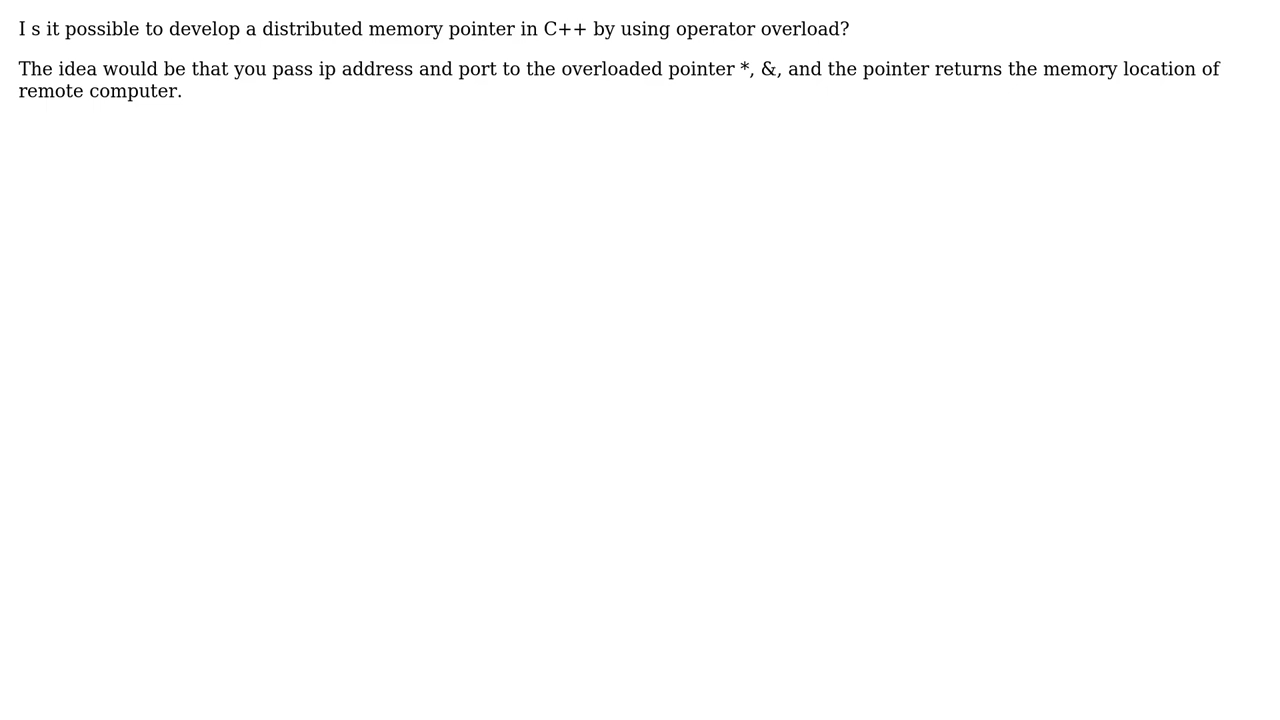 I s it possible to develop a distributed memory pointer in C++ by using operator overload?
The idea would be that you pass ip address and port to the overloaded pointer *, &, and the pointer returns the memory location of
remote computer.